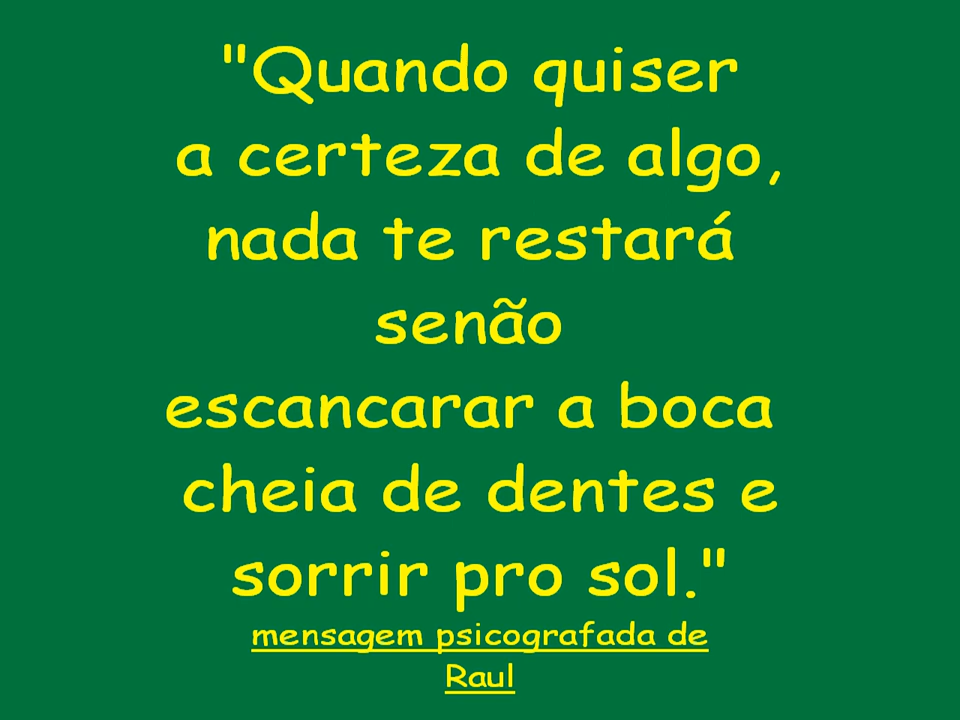 "Quando quiser
a certeza de algo,
nada te restará
senão
escancarar a boca
cheia de dentes e
sorrir pro sol."
mensagem psicografada de
Raul